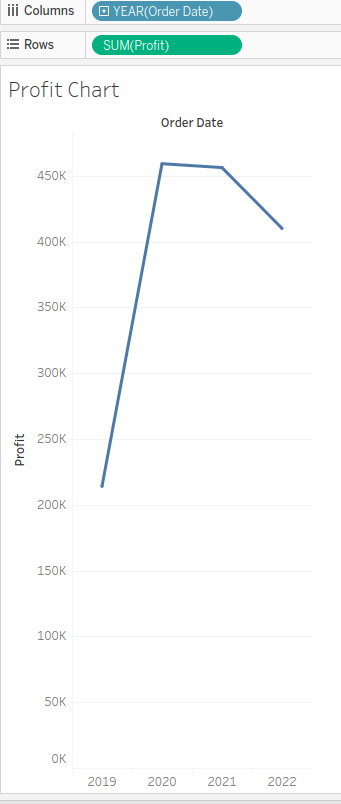 Columns
YEAR(Order Date)
Rows
SUM(Profit)
Profit Chart
Order Date
450K
400K
350K
300K
250K
Profit
200K
150K
100K
50K
0K
2019 2020 2021 2022